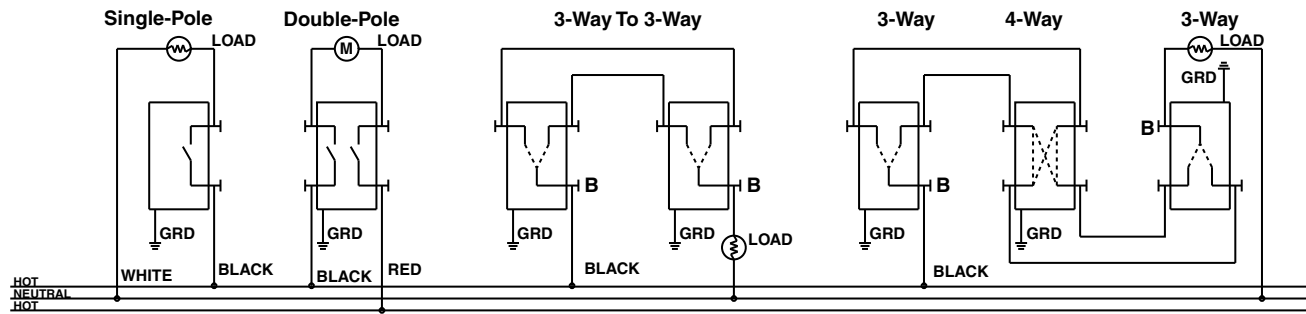 Single-Pole
Double-Pole
3-Way To 3-Way
3-Way
4-Way
3-Way
LOAD
M
LOAD
LOAD
GRD
B
B
B
B
GRD
GRD
GRD
GRD
LOAD
GRD
GRD
WHITE
BLACK
BLACK
RED
BLACK
BLACK
HOT
NEUTRAL
HOT